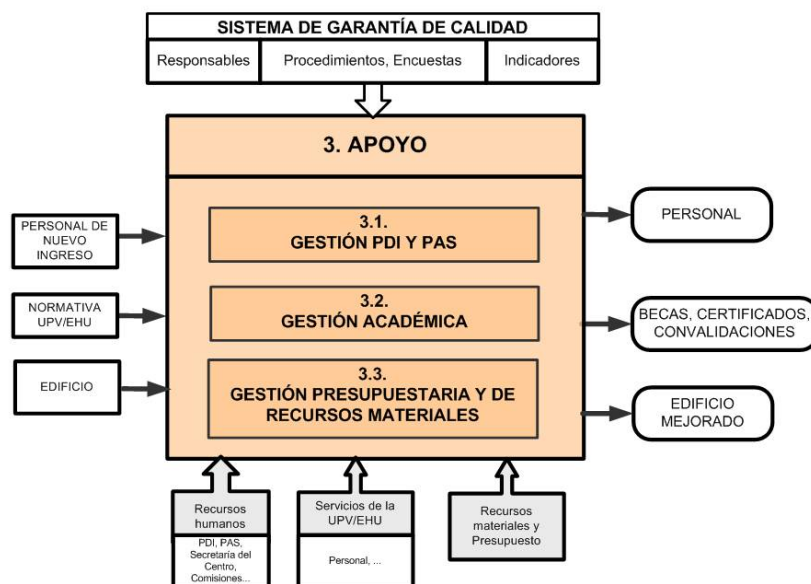 SISTEMA DE GARANTÍA DE CALIDAD
Responsables
Procedimientos, Encuestas
Indicadores
3. APOYO
PERSONAL DE
NUEVO
INGRESO
NORMATIVA
UPV/EHU
EDIFICIO
3.1.
GESTIÓN PDI Y PAS
3.2.
GESTIÓN ACADÉMICA
3.3.
GESTIÓN PRESUPUESTARIA Y DE
RECURSOS MATERIALES
PERSONAL
BECAS, CERTIFICADOS,
CONVALIDACIONES
EDIFICIO
MEJORADO
Recursos
humanos
PDI, PAS,
Secretaría del
Centro,
Comisiones...
Servicios de la
UPV/EHU
Personal, ...
Recursos
materiales y
Presupuesto